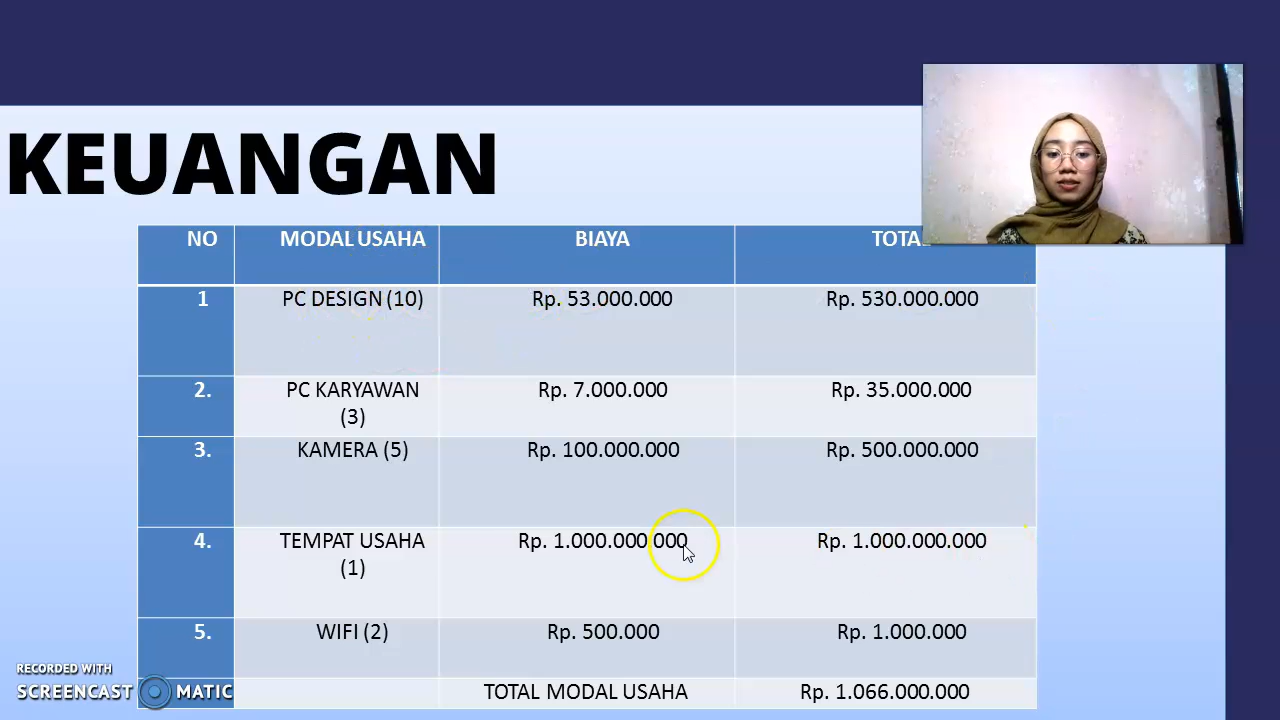 KEUANGAN
NO MODAL USAHA BIAYA TOTAL
1 PC DESIGN (10) Rp. 53.000.000 Rp. 530.000.000
2. PC KARYAWAN Rp. 7.000.000 Rp. 35.000.000
(3)
3. KAMERA (5) Rp. 100.000.000 Rp. 500.000.000
4. TEMPAT USAHA Rp. 1.000.000.000 Rp. 1.000.000.000
(1)
5. WIFI (2) Rp. 500.000 Rp. 1.000.000
TOTAL MODAL USAHA Rp. 1.066.000.000
RECORDED WITH
SCREENCAST MATIC